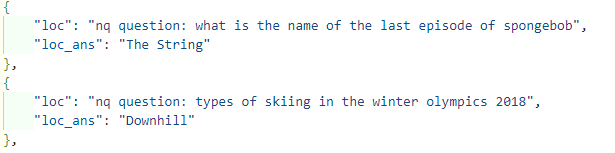 {
"loc": "nq question: what is the name of the last episode of spongebob",
"loc_ans": "The String"
},
{
"loc": "nq question: types of skiing in the winter olympics 2018",
"loc_ans": "Downhill"
},